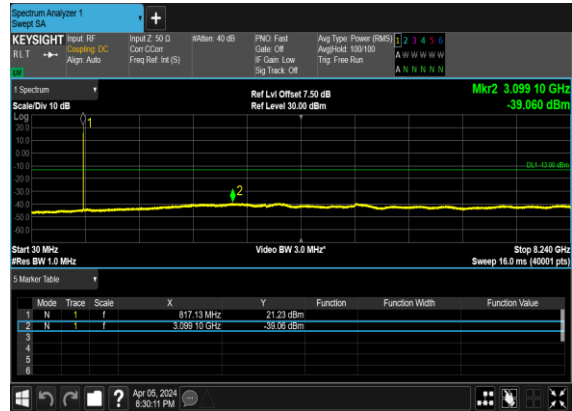 Spectrum Analyzer 1
Swept SA
KEYSIGHT Input: RF Input Z: 50 Ω #Atten: 40 dB PNO: Fast Avg Type: Power (RMS) 1 2 3 4 5 6
RLT Coupling: DC Corr CCorr Gate: Off Avg|Hold: 100/100 A W W W W W
Align: Auto Freq Ref: Int (S) IF Gain: Low Trig: Free Run
Sig Track: Off A N N N N N
1 Spectrum Ref Lvl Offset 7.50 dB Mkr2 3.099 10 GHz
Scale/Div 10 dB Ref Level 30.00 dBm -39.060 dBm
Log
20.0
10.0
0.00
-10.0
-20.0
-30.0
-40.0
-50.0
-60.0
1
DL1 -13.00 dBm
2
Start 30 MHz Video BW 3.0 MHz* Stop 8.240 GHz
#Res BW 1.0 MHz Sweep 16.0 ms (40001 pts)
5 Marker Table
Mode Trace Scale X Y Function Function Width Function Value
1 N 1 f 817.13 MHz 21.23 dBm
2 N 1 f 3.099 10 GHz -39.06 dBm
3
4
5
6
? Apr 05, 2024
8:30:11 PM